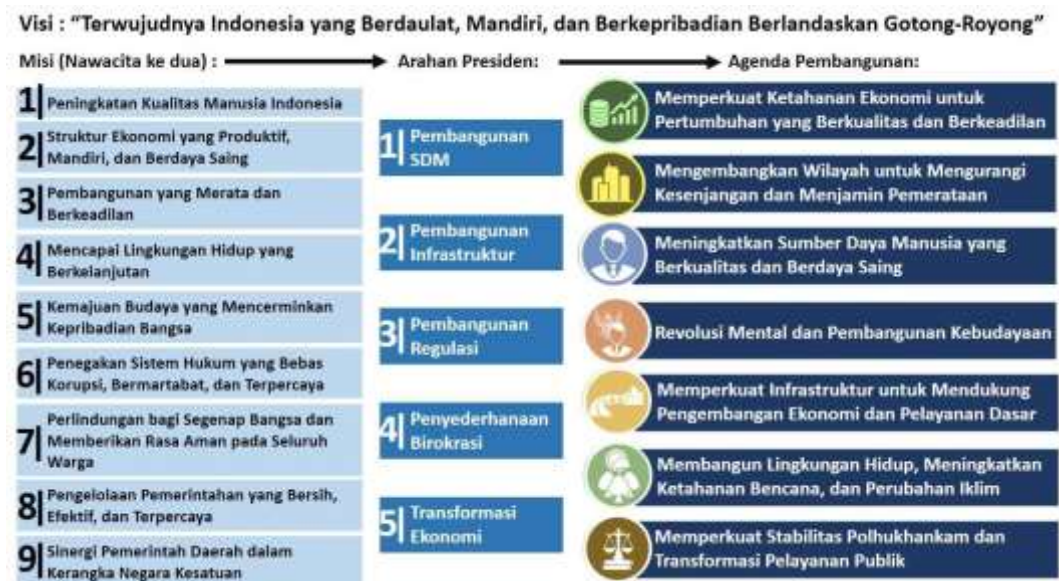 Visi : “Terwujudnya Indonesia yang Berdaulat, Mandiri, dan Berkepribadian Berlandaskan Gotong-Royong”
Misi (Nawacita ke dua) :
Arahan Presiden:
Agenda Pembangunan:
1 Peningkatan Kualitas Manusia Indonesia
2 Struktur Ekonomi yang Produktif,
Mandiri, dan Berdaya Saing
3 Pembangunan yang Merata dan
Berkeadilan
4 Mencapai Lingkungan Hidup yang
Berkelanjutan
5 Kemajuan Budaya yang Mencerminkan
Kepribadian Bangsa
6 Penegakan Sistem Hukum yang Bebas
Korupsi, Bermartabat, dan Terpercaya
7 Perlindungan bagi Segenap Bangsa dan
Memberikan Rasa Aman pada Seluruh
Warga
8 Pengelolaan Pemerintahan yang Bersih,
Efektif, dan Terpercaya
9 Sinergi Pemerintah Daerah dalam
Kerangka Negara Kesatuan
1 Pembangunan
SDM
2 Pembangunan
Infrastruktur
3 Pembangunan
Regulasi
4 Penyederhanaan
Birokrasi
5 Transformasi
Ekonomi
Memperkuat Ketahanan Ekonomi untuk
Pertumbuhan yang Berkualitas dan Berkeadilan
Mengembangkan Wilayah untuk Mengurangi
Kesenjangan dan Menjamin Pemerataan
Meningkatkan Sumber Daya Manusia yang
Berkualitas dan Berdaya Saing
Revolusi Mental dan Pembangunan Kebudayaan
Memperkuat Infrastruktur untuk Mendukung
Pengembangan Ekonomi dan Pelayanan Dasar
Membangun Lingkungan Hidup, Meningkatkan
Ketahanan Bencana, dan Perubahan Iklim
Memperkuat Stabilitas Polhukhankam dan
Transformasi Pelayanan Publik